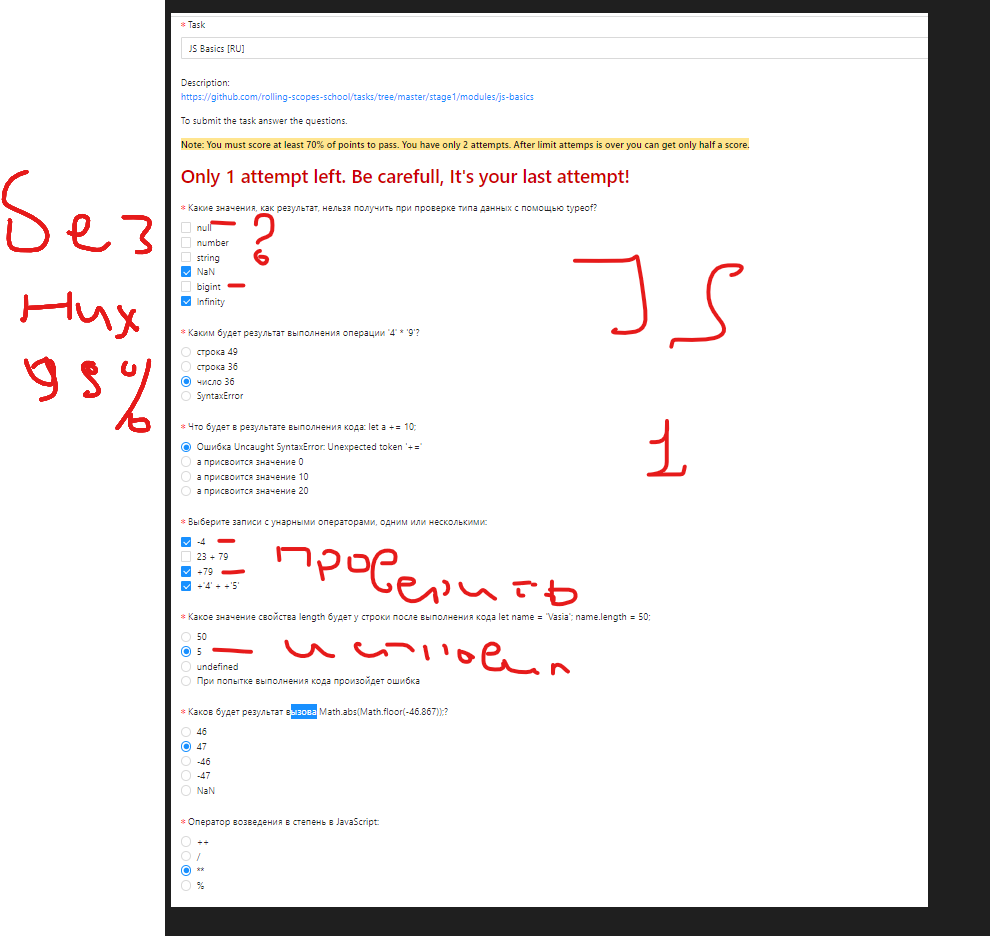 * Task
JS Basics [RU]
Description:
https://github.com/rolling-scopes-school/tasks/tree/master/stage1/modules/js-basics
To submit the task answer the questions.
Note: You must score at least 70% of points to pass. You have only 2 attempts. After limit attemps is over you can get only half a score.
Only 1 attempt left. Be carefull, It's your last attempt!
* Какие значения, как результат, нельзя получить при проверке типа данных с помощью typeof?
null
number
string
NaN
bigint
Infinity
?
Без
них
98%
JS
1
* Каким будет результат выполнения операции '4' * '9'?
строка 49
строка 36
число 36
SyntaxError
* Что будет в результате выполнения кода: let a += 10;
Ошибка Uncaught SyntaxError: Unexpected token '+='
a присвоится значение 0
a присвоится значение 10
a присвоится значение 20
* Выберите записи с унарными операторами, одним или несколькими:
-4
23 + 79
+79
+'4' + +'5'
проверить
* Какое значение свойства length будет у строки после выполнения кода let name = 'Vasia'; name.length = 50;
50
5
undefined
При попытке выполнения кода произойдет ошибка
* Каков будет результат вызова Math.abs(Math.floor(-46.867));?
46
47
-46
-47
NaN
* Оператор возведения в степень в JavaScript:
++
/
**
%